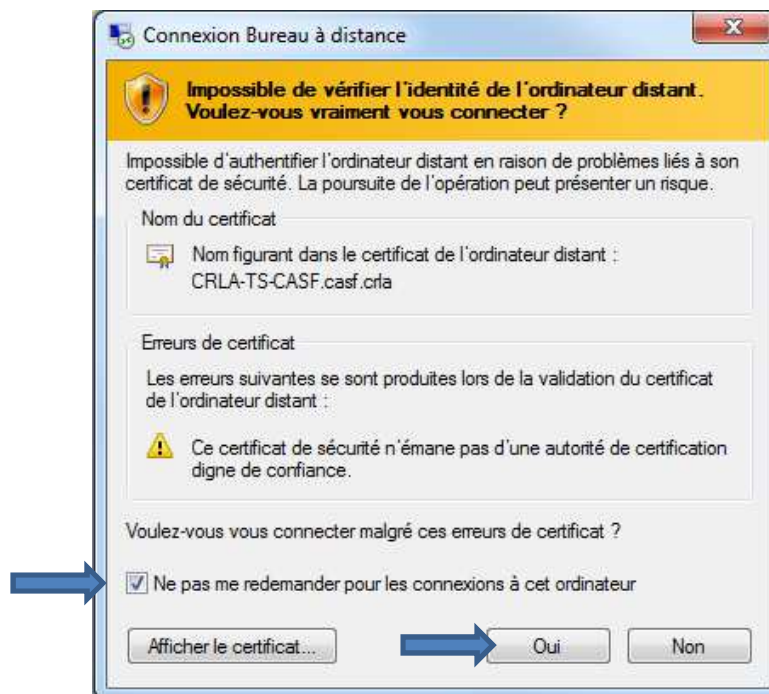 Connexion Bureau à distance
Impossible de vérifier l'identité de l'ordinateur distant.
Voulez-vous vraiment vous connecter ?
Impossible d'authentifier l'ordinateur distant en raison de problèmes liés à son
certificat de sécurité. La poursuite de l'opération peut présenter un risque.
Nom du certificat
Nom figurant dans le certificat de l'ordinateur distant :
CRLA-TS-CASF.casf.crla
Erreurs de certificat
Les erreurs suivantes se sont produites lors de la validation du certificat
de l'ordinateur distant :
Ce certificat de sécurité n'émane pas d'une autorité de certification
digne de confiance.
Voulez-vous vous connecter malgré ces erreurs de certificat ?
Ne pas me redemander pour les connexions à cet ordinateur
Afficher le certificat... Oui Non